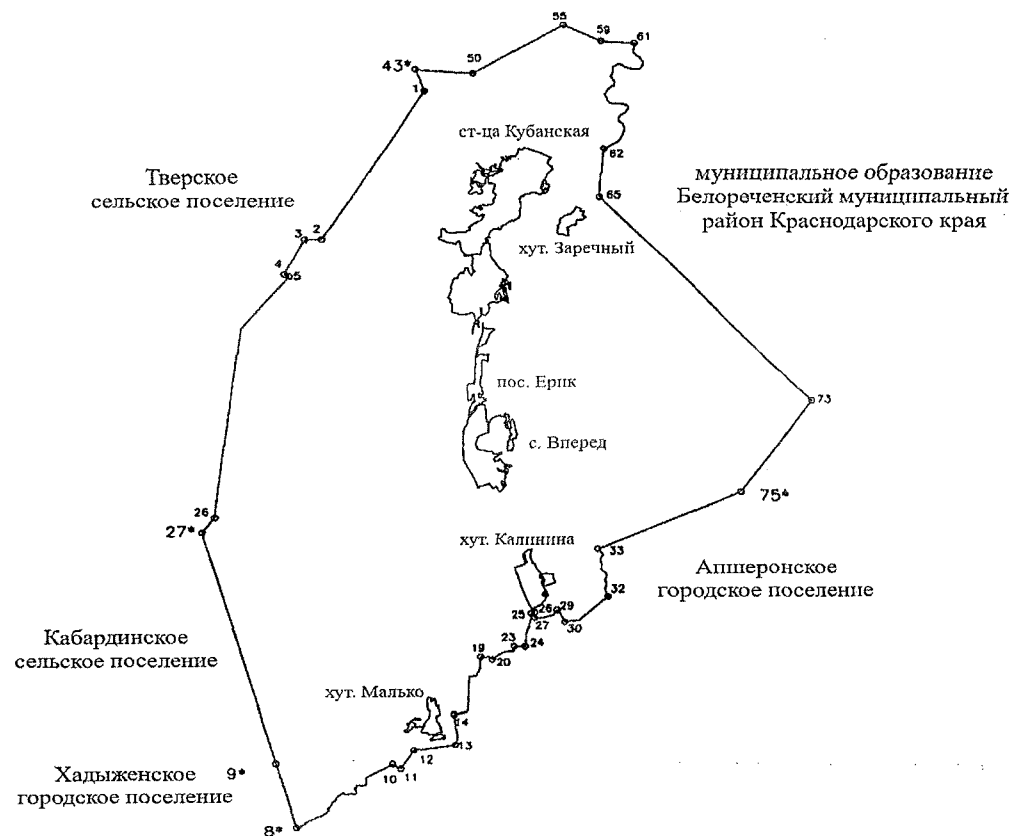 55
59
61
43*
50
1
ст-ца Кубанская
62
муниципальное образование
Белореченский муниципальный
район Краснодарского края
Тверское
сельское поселение
65
3
2
хут. Заречный
4
5
пос. Ерик
73
с. Вперед
75*
26
27*
хут. Калинина
33
Апшеронское
городское поселение
32
25
26
29
27
30
Кабардинское
сельское поселение
23
24
19
20
хут. Малько
14
13
12
10
11
Хадыженское
городское поселение
9*
8*